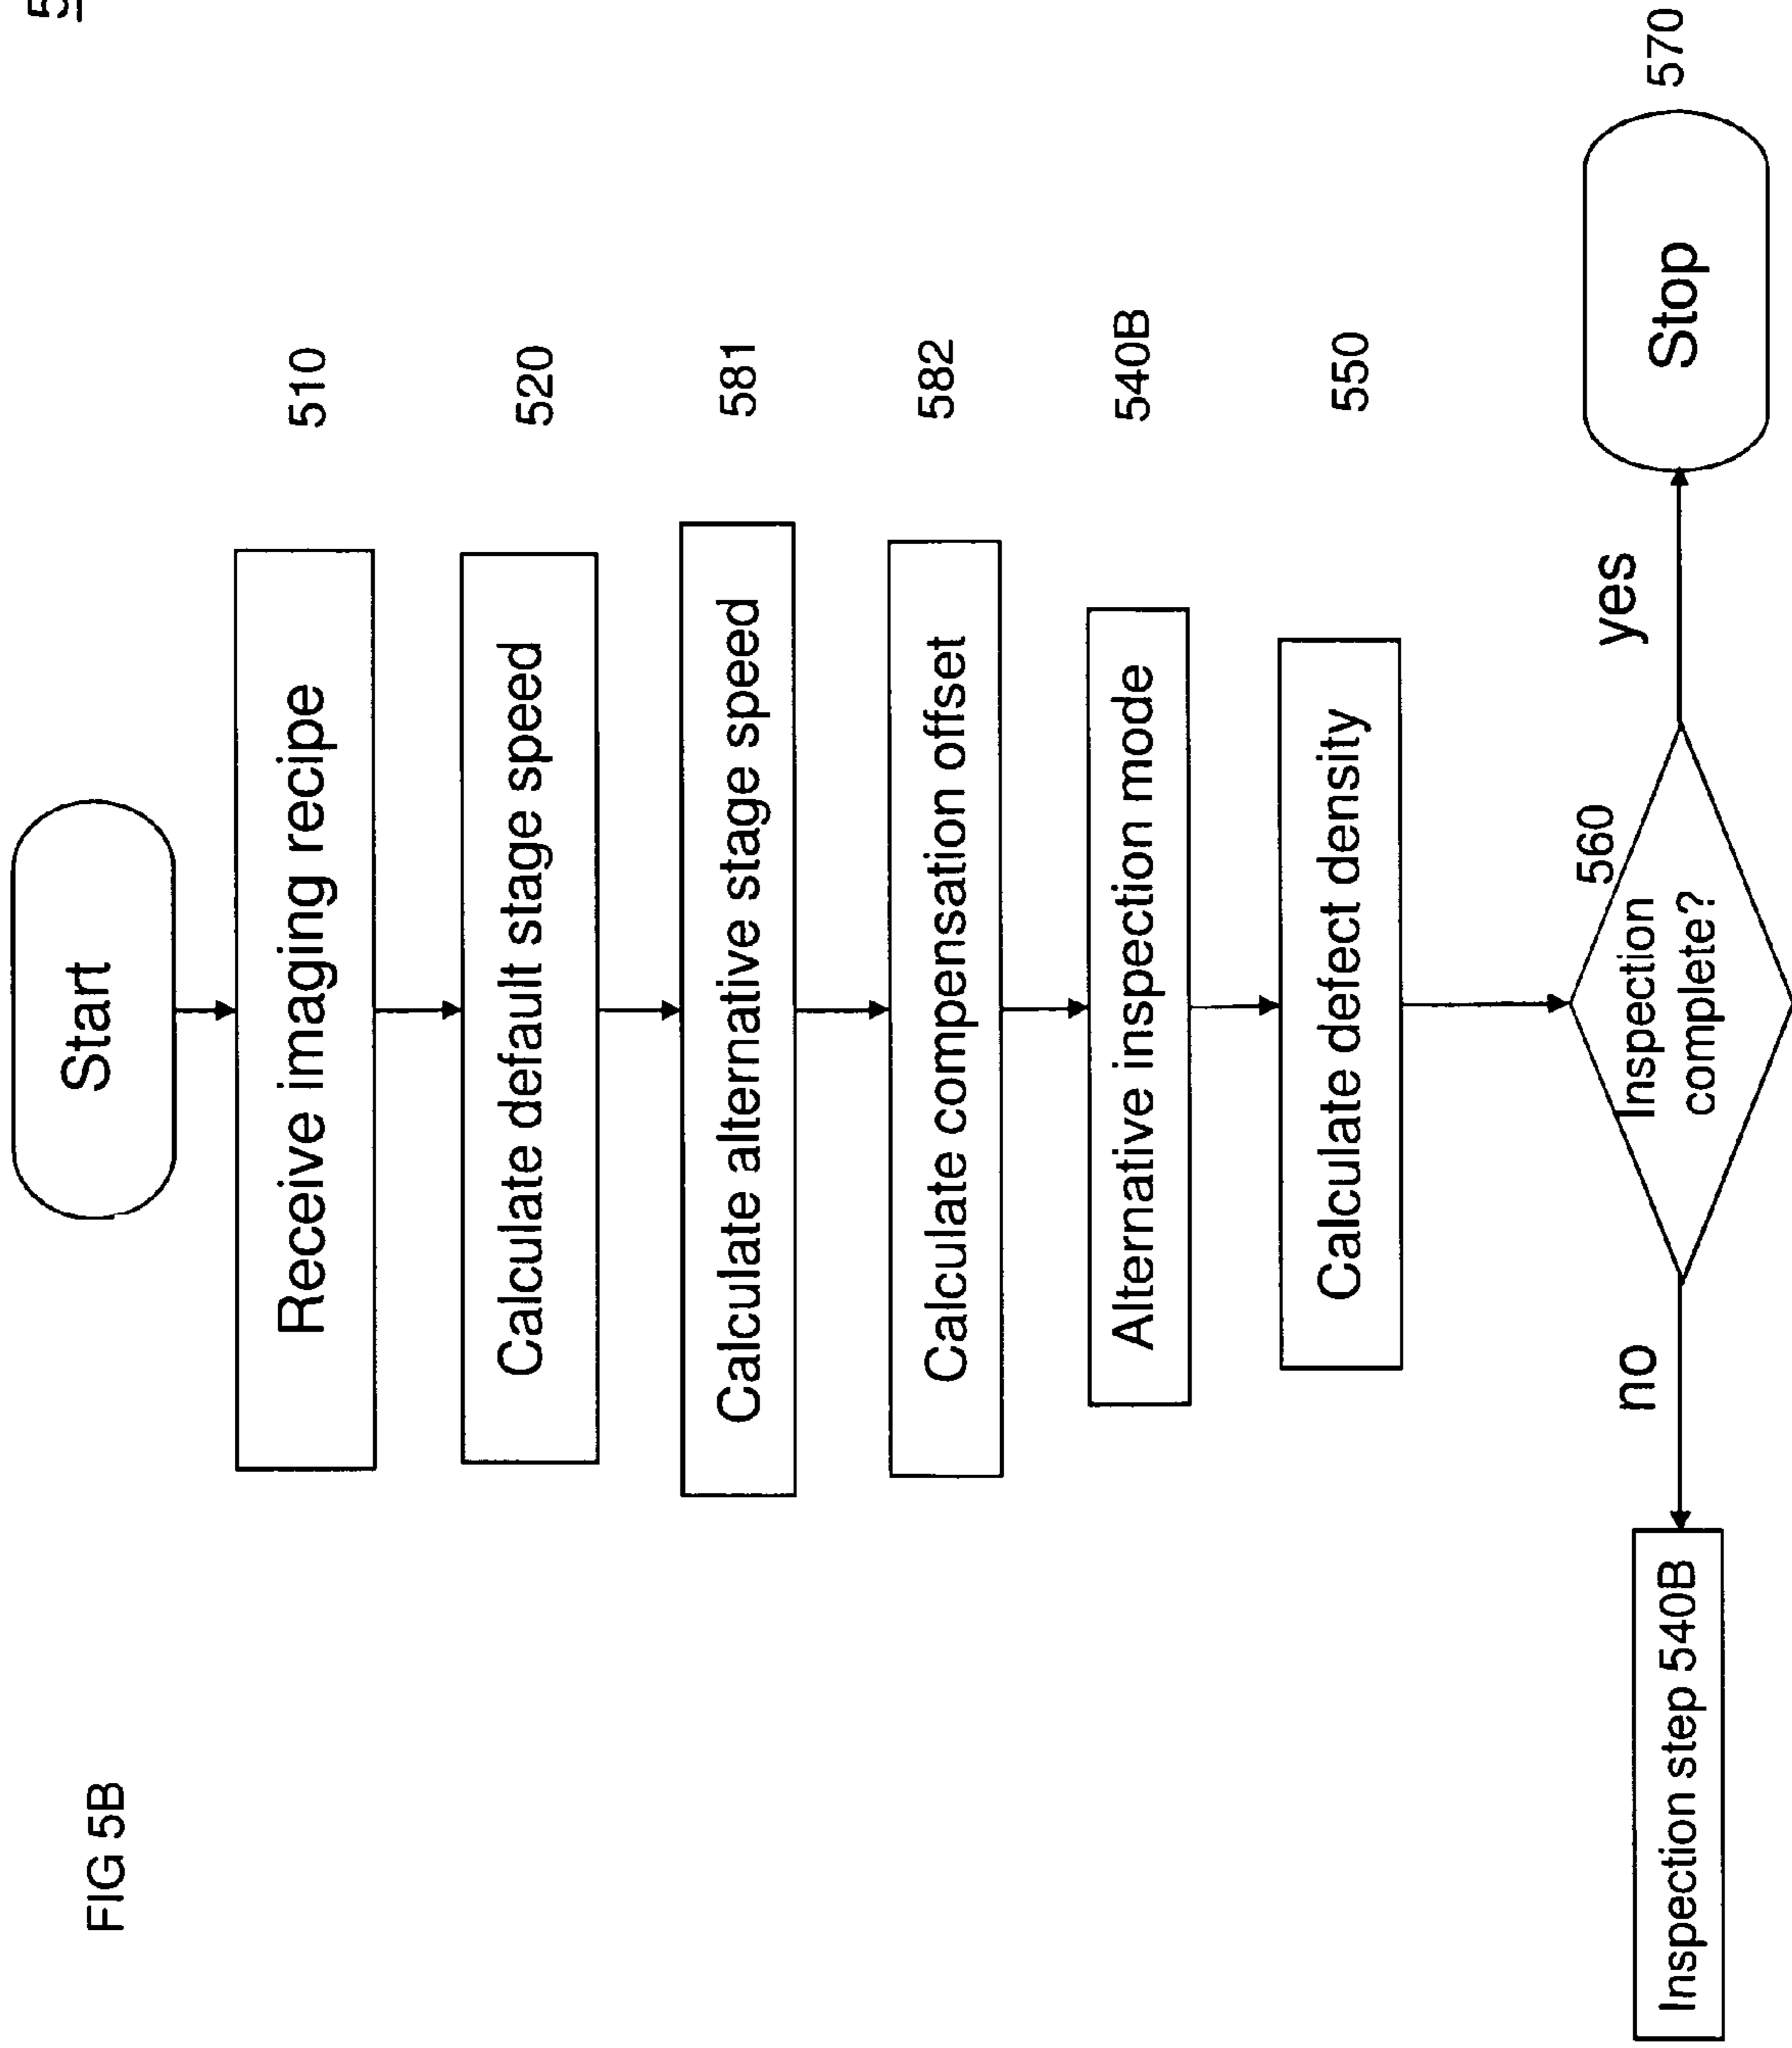 FIG 5B
Start
Receive imaging recipe
510
Calculate default stage speed
520
Calculate alternative stage speed
581
Calculate compensation offset
582
Alternative inspection mode
540B
Calculate defect density
550
560
Inspection
complete?
no
yes
Inspection step 540B
Stop
570